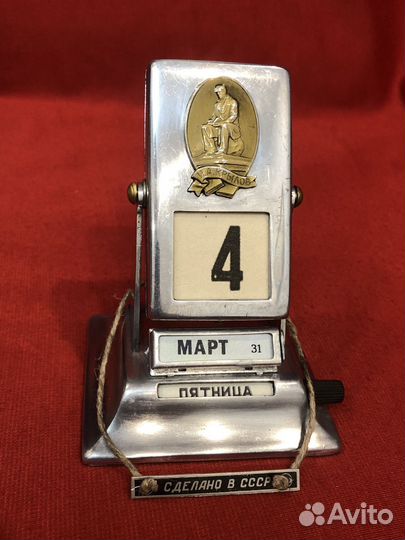 И.А. КРЫЛОВ
4
МАРТ 31
ПЯТНИЦА
СДЕЛАНО В СССР
Avito